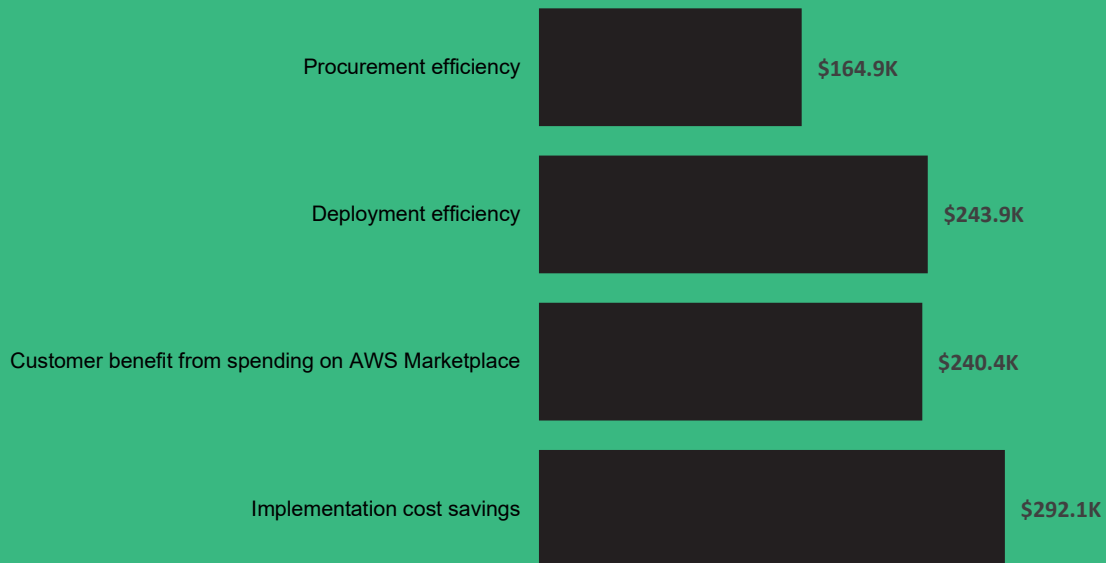 Procurement efficiency
$164.9K
Deployment efficiency
$243.9K
Customer benefit from spending on AWS Marketplace
$240.4K
Implementation cost savings
$292.1K